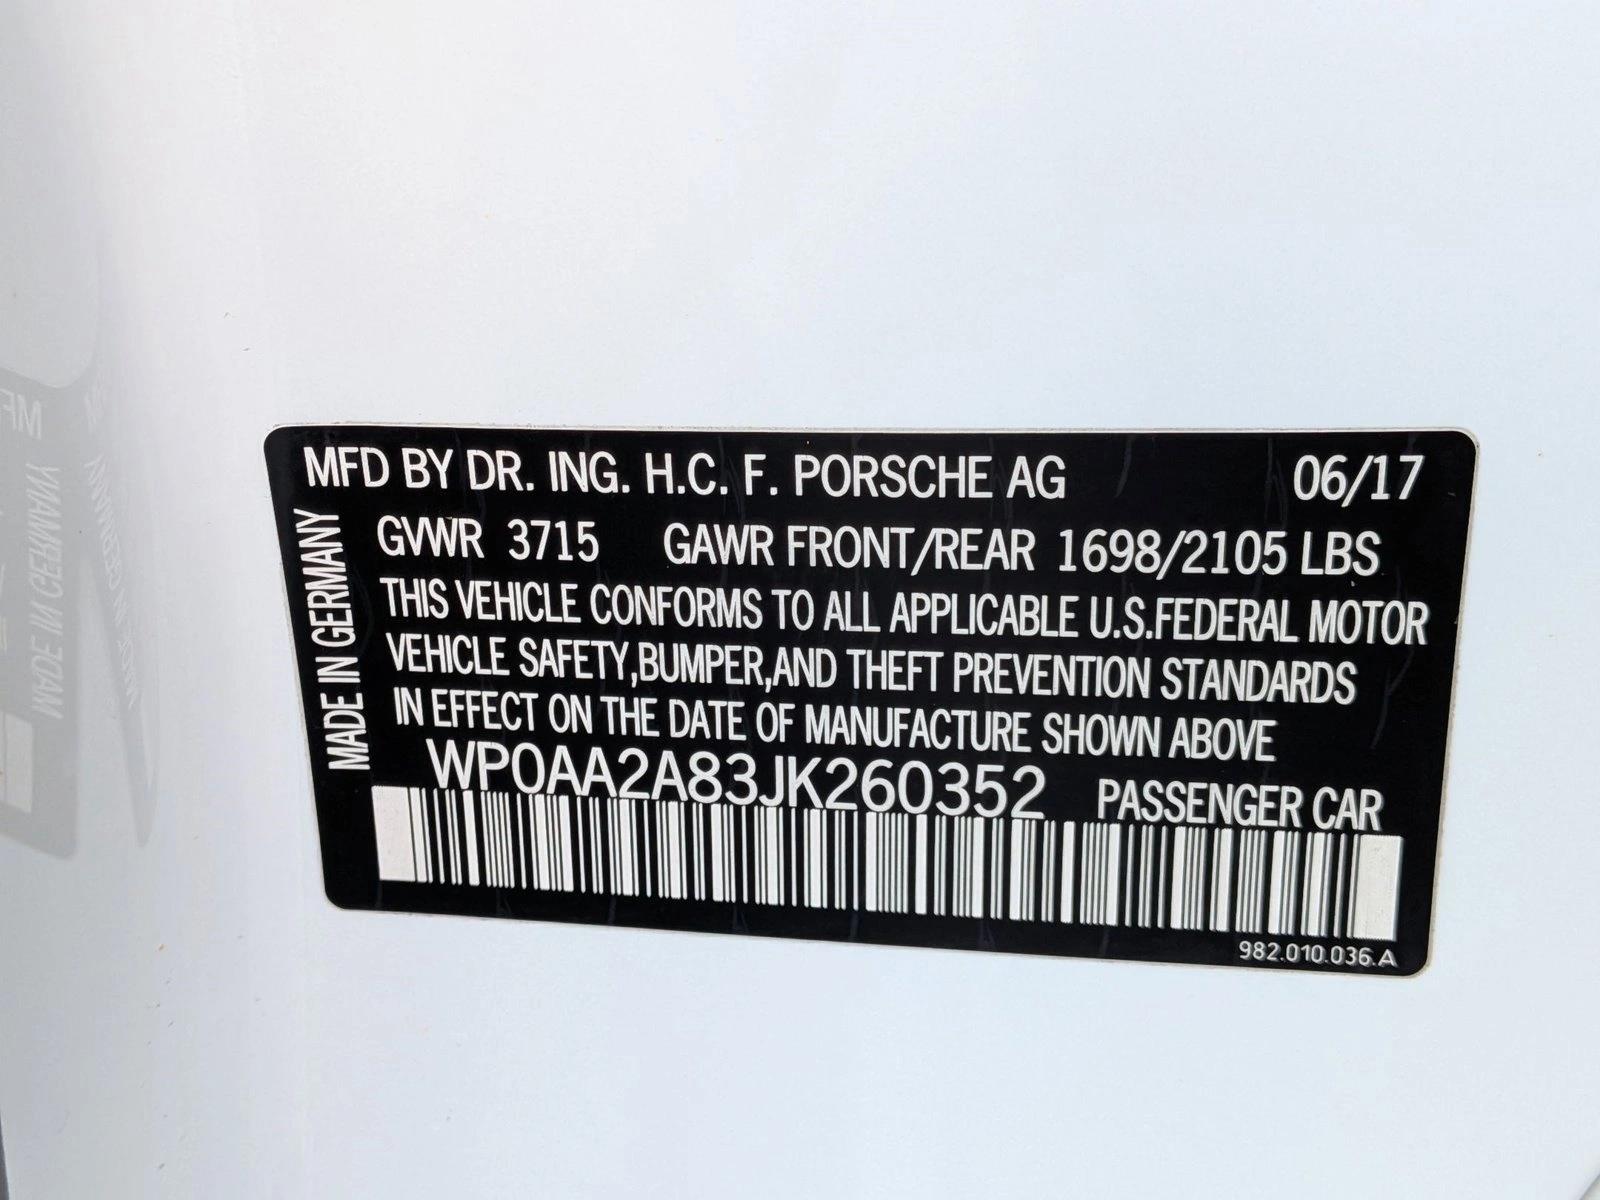 MFD BY DR. ING. H.C. F. PORSCHE AG 06/17
GVWR 3715 GAWR FRONT/REAR 1698/2105 LBS
THIS VEHICLE CONFORMS TO ALL APPLICABLE U.S.FEDERAL MOTOR
VEHICLE SAFETY,BUMPER,AND THEFT PREVENTION STANDARDS
IN EFFECT ON THE DATE OF MANUFACTURE SHOWN ABOVE
WP0AA2A83JK260352 PASSENGER CAR
982.010.036.A
MADE IN GERMANY